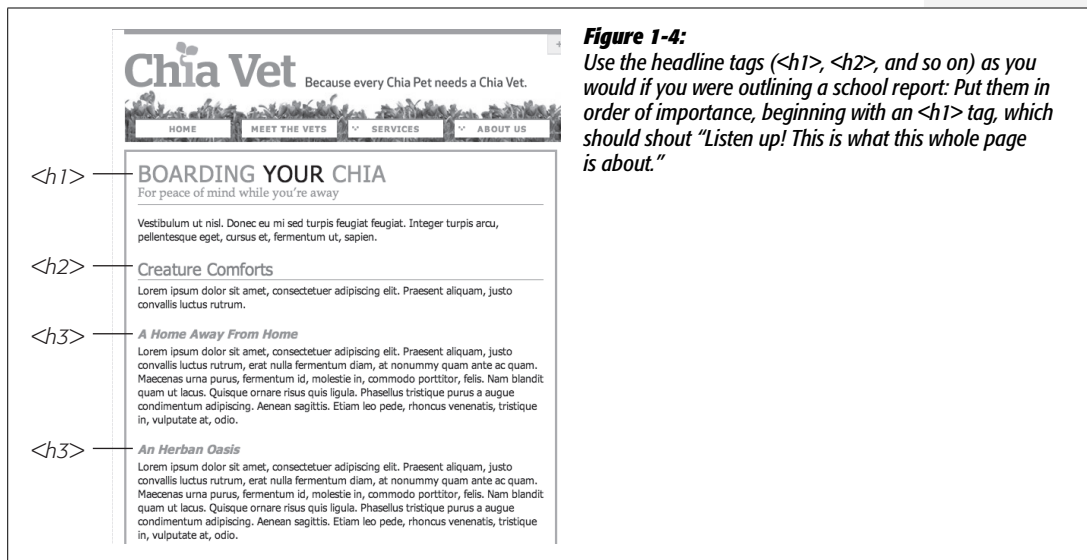 Chia Vet Because every Chia Pet needs a Chia Vet.
HOME MEET THE VETS SERVICES ABOUT US
<h1> BOARDING YOUR CHIA
For peace of mind while you're away
Vestibulum ut nisl. Donec eu mi sed turpis feugiat feugiat. Integer turpis arcu,
pellentesque eget, cursus et, fermentum ut, sapien.
<h2> Creature Comforts
Lorem ipsum dolor sit amet, consectetuer adipiscing elit. Praesent aliquam, justo
convallis luctus rutrum.
<h3> A Home Away From Home
Lorem ipsum dolor sit amet, consectetuer adipiscing elit. Praesent aliquam, justo
convallis luctus rutrum, erat nulla fermentum diam, at nonummy quam ante ac quam.
Maecenas urna purus, fermentum id, molestie in, commodo porttitor, felis. Nam blandit
quam ut lacus. Quisque ornare risus quis ligula. Phasellus tristique purus a augue
condimentum adipiscing. Aenean sagittis. Etiam leo pede, rhoncus venenatis, tristique
in, vulputate at, odio.
<h3> An Herban Oasis
Lorem ipsum dolor sit amet, consectetuer adipiscing elit. Praesent aliquam, justo
convallis luctus rutrum, erat nulla fermentum diam, at nonummy quam ante ac quam.
Maecenas urna purus, fermentum id, molestie in, commodo porttitor, felis. Nam blandit
quam ut lacus. Quisque ornare risus quis ligula. Phasellus tristique purus a augue
condimentum adipiscing. Aenean sagittis. Etiam leo pede, rhoncus venenatis, tristique
in, vulputate at, odio.
Figure 1-4:
Use the headline tags (<h1>, <h2>, and so on) as you
would if you were outlining a school report: Put them in
order of importance, beginning with an <h1> tag, which
should shout “Listen up! This is what this whole page
is about.”